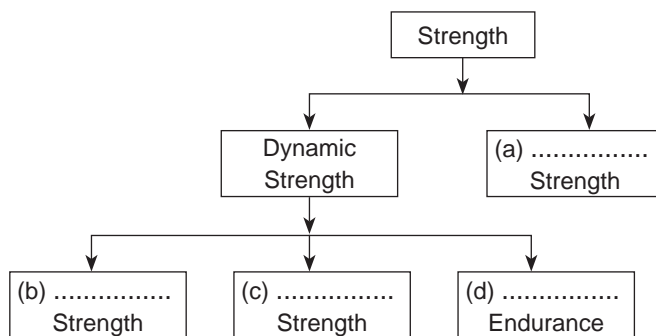 Strength
Dynamic
Strength
(a) ................
Strength
(b) ................
Strength
(c) ................
Strength
(d) ................
Endurance